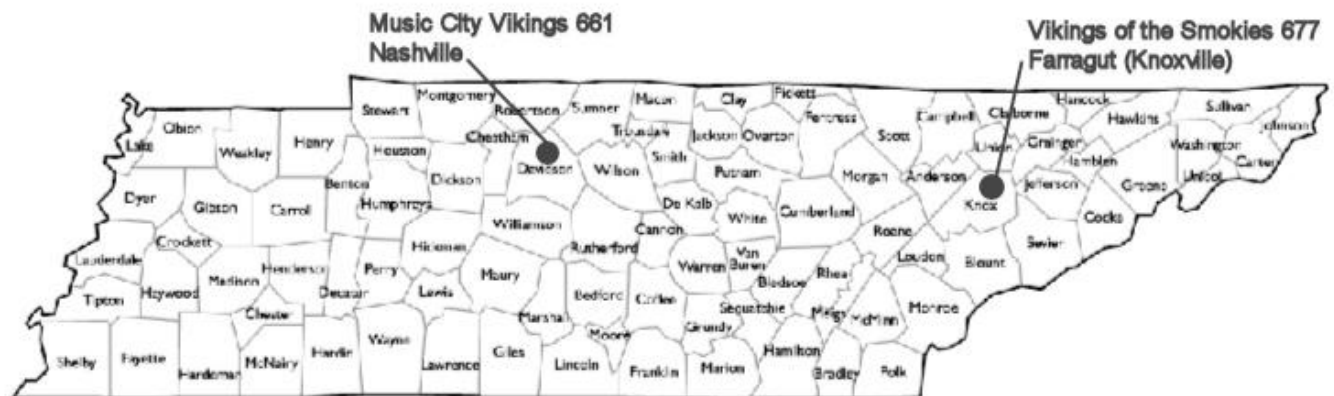 Music City Vikings 661
Nashville
Vikings of the Smokies 677
Farragut (Knoxville)
Lake
Obion
Weakley
Henry
Stewart
Montgomery
Robertson
Sumner
Macon
Clay
Pickett
Fentress
Scott
Campbell
Claiborne
Hancock
Hawkins
Sullivan
Johnson
Houston
Cheatham
Trousdale
Jackson
Overton
Union
Grainger
Hamblen
Washington
Carter
Unicoi
Dyer
Gibson
Carroll
Benton
Humphreys
Dickson
Davidson
Wilson
Smith
Putnam
Morgan
Anderson
Knox
Jefferson
Greene
Cocke
Crockett
Williamson
De Kalb
White
Cumberland
Roane
Sevier
Lauderdale
Haywood
Madison
Henderson
Decatur
Perry
Hickman
Maury
Rutherford
Cannon
Warren
Van
Buren
Bledsoe
Rhea
Loudon
Blount
Tipton
Chester
Lewis
Marshall
Bedford
Coffee
Grundy
Sequatchie
Meigs
McMinn
Monroe
Shelby
Fayette
Hardeman
McNairy
Hardin
Wayne
Lawrence
Giles
Lincoln
Moore
Franklin
Marion
Hamilton
Bradley
Polk